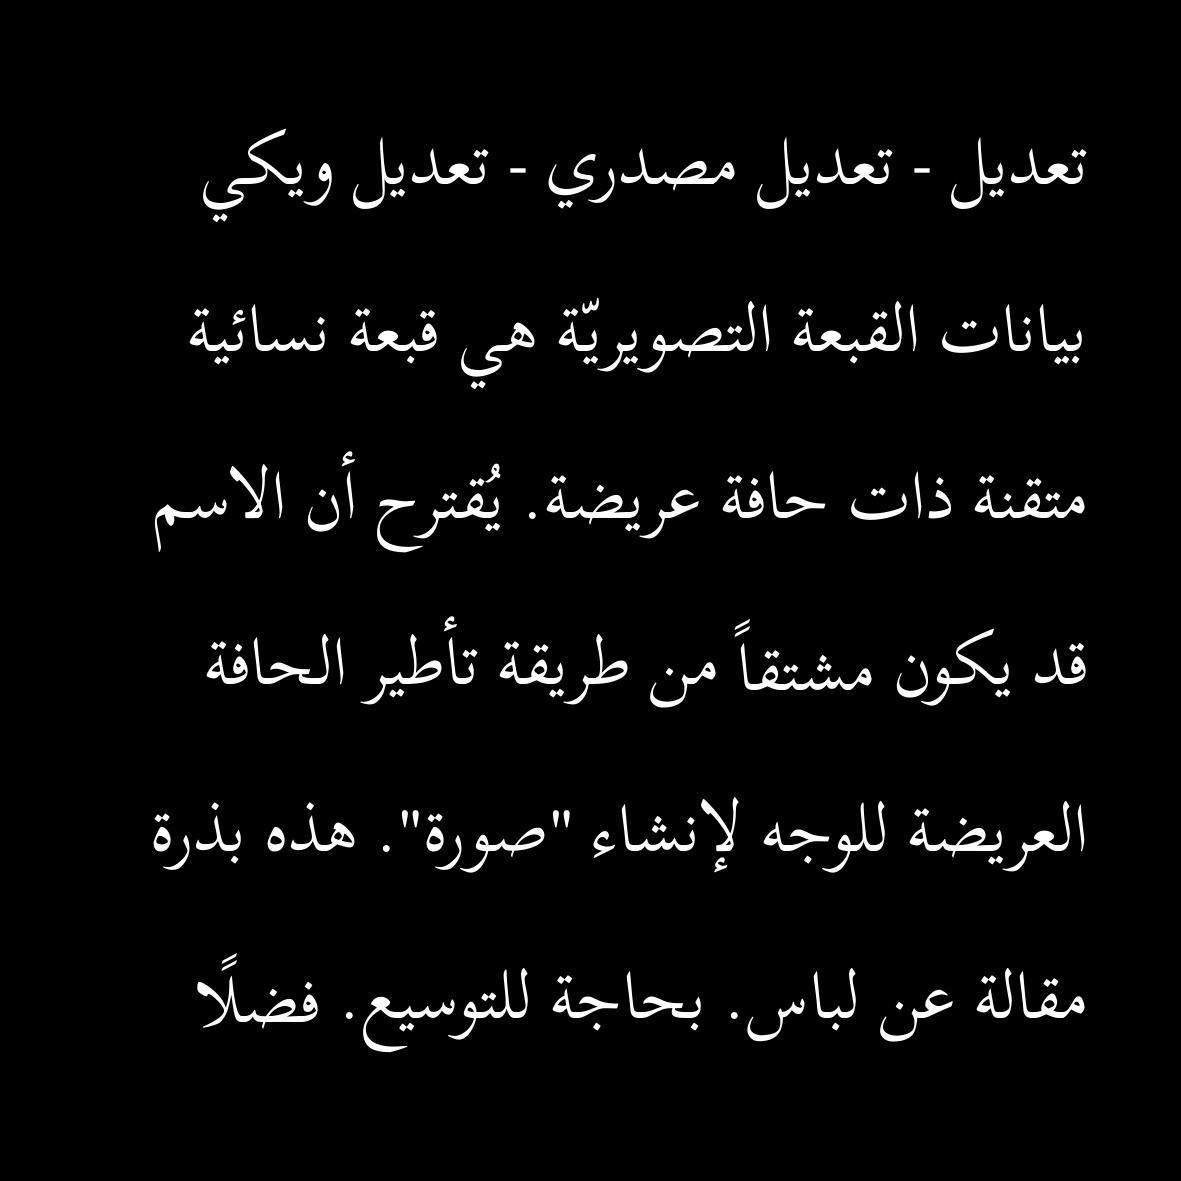 تعديل - تعديل مصدري - تعديل ويكي
بيانات القبعة التصويريّة هي قبعة نسائية
متقنة ذات حافة عريضة. يُقترح أن الاسم
قد يكون مشتقاً من طريقة تأطير الحافة
العريضة للوجه لإنشاء "صورة". هذه بذرة
مقالة عن لباس. بحاجة للتوسيع. فضلًا